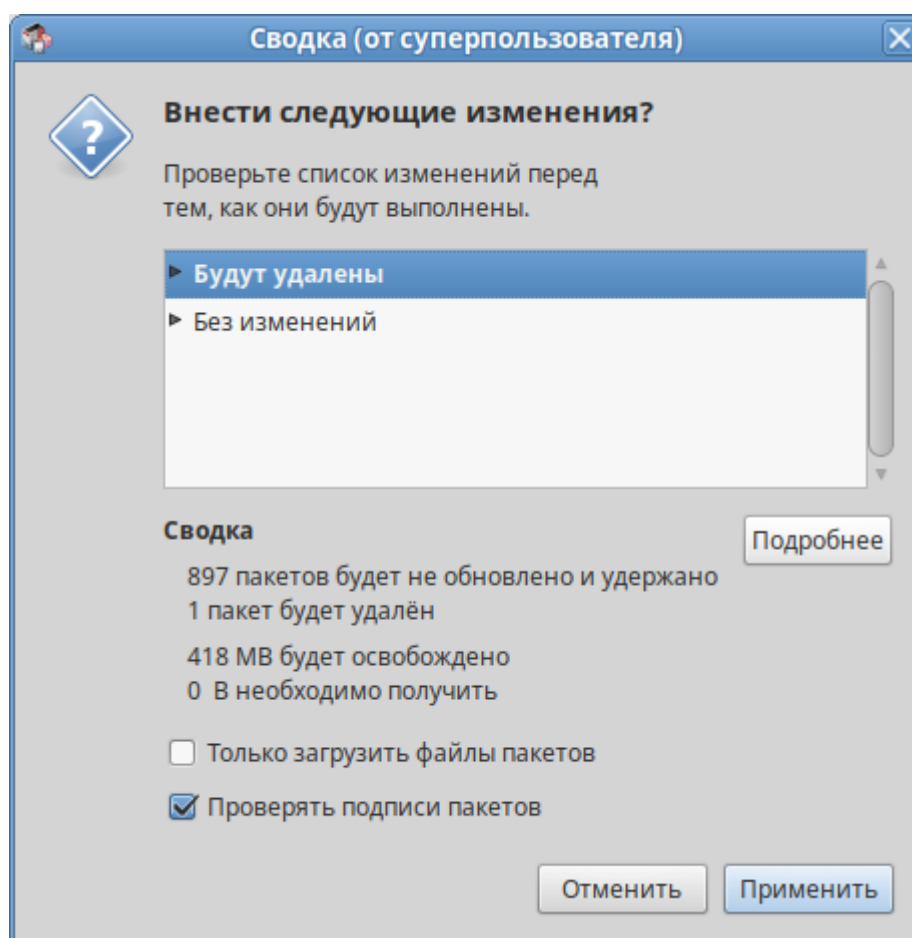 Сводка (от суперпользователя)
Внести следующие изменения?
Проверьте список изменений перед
тем, как они будут выполнены.
Будут удалены
Без изменений
Сводка
Подробнее
897 пакетов будет не обновлено и удержано
1 пакет будет удалён
418 MB будет освобождено
0 B необходимо получить
Только загрузить файлы пакетов
Проверять подписи пакетов
Отменить
Применить